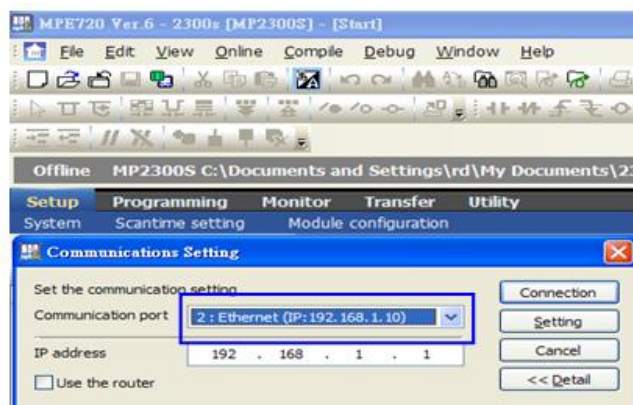 MPE720 Ver.6 - 2300s [MP2300S] - [Start]
File Edit View Online Compile Debug Window Help
Offline MP2300S C:\Documents and Settings\rd\My Documents\2
Setup Programming Monitor Transfer Utility
System Scantime setting Module configuration
Communications Setting
Set the communication setting
Connection
Communication port 2 : Ethernet (IP:192.168.1.10)
Setting
IP address 192 . 168 . 1 . 1
Cancel
Use the router
<< Detail